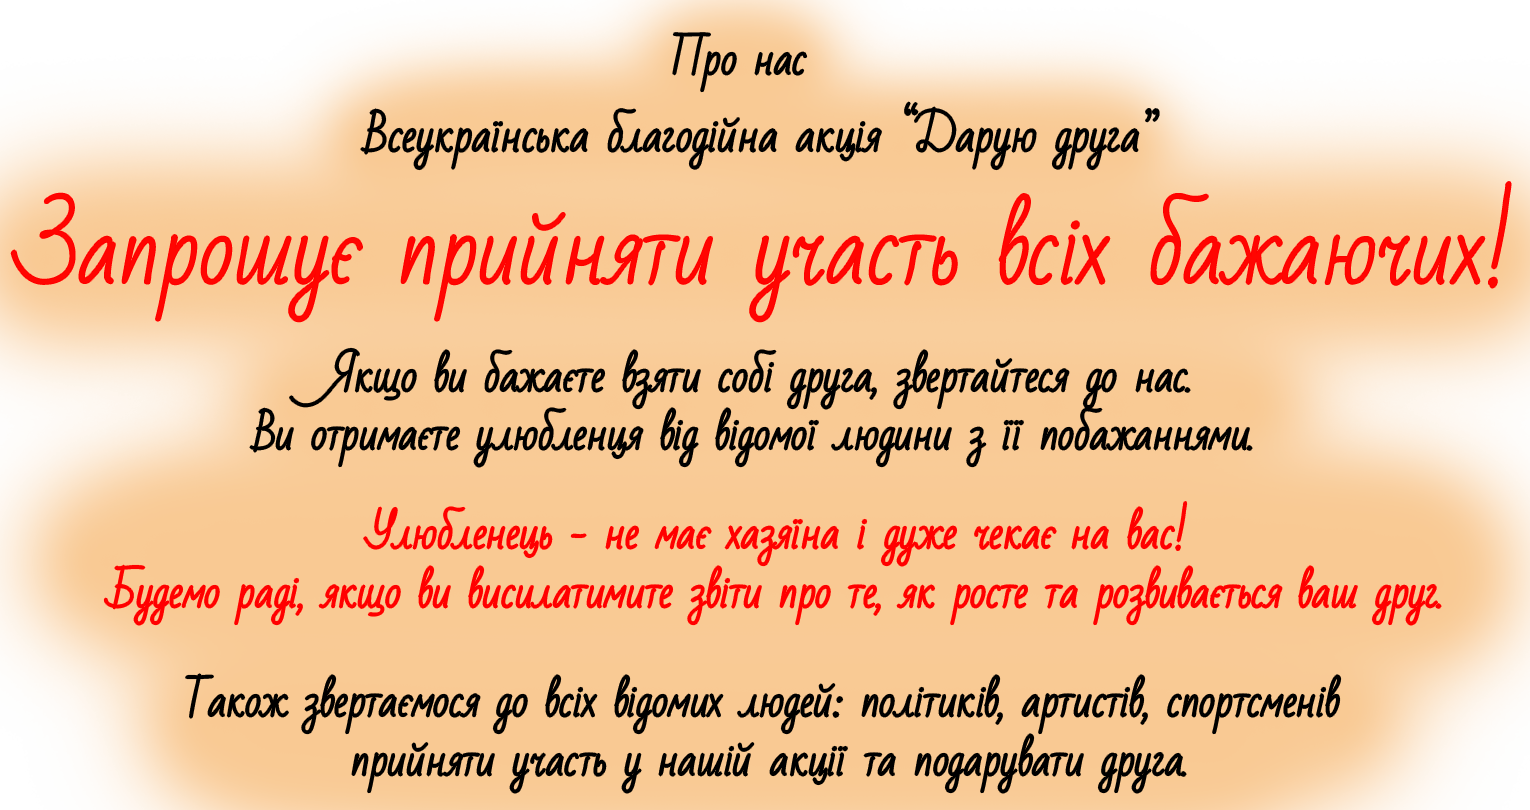 Про нас
Всеукраїнська благодійна акція “Дарую друга”
Запрошує прийняти участь всіх бажаючих!
Якщо ви бажаєте взяти собі друга, звертайтеся до нас.
Ви отримаєте улюбленця від відомої людини з її побажаннями.
Улюбленець - не має хазяїна і дуже чекає на вас!
Будемо раді, якщо ви висилатимите звіти про те, як росте та розвивається ваш друг.
Також звертаємося до всіх відомих людей: політиків, артистів, спортсменів
прийняти участь у нашій акції та подарувати друга.